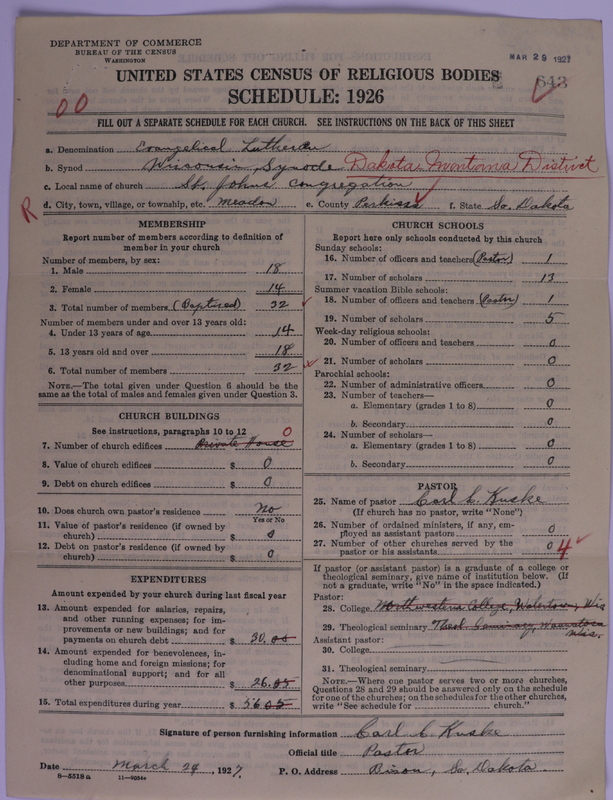 DEPARTMENT OF COMMERCE
BUREAU OF THE CENSUS
WASHINGTON
MAR 29 1927
UNITED STATES CENSUS OF RELIGIOUS BODIES
SCHEDULE: 1926
00
FILL OUT A SEPARATE SCHEDULE FOR EACH CHURCH. SEE INSTRUCTIONS ON THE BACK OF THIS SHEET
a. Denomination Evangelical Lutheran
b. Synod Wisconsin Synode Dakota Montana District
c. Local name of church St. Johns Congregation
R d. City, town, village, or township, etc. Meadow e. County Perkins f. State So. Dakota
MEMBERSHIP
Report number of members according to definition of
member in your church
Number of members, by sex:
1. Male 18
2. Female 14
3. Total number of members (Baptized) 32
Number of members under and over 13 years old:
4. Under 13 years of age 14
5. 13 years old and over 18
6. Total number of members 32
NOTE.—The total given under Question 6 should be
the same as the total of males and females given under Question 3.
CHURCH BUILDINGS
See instructions, paragraphs 10 to 12 0
7. Number of church edifices Private House
8. Value of church edifices $ 0
9. Debt on church edifices $ 0
10. Does church own pastor's residence No
Yes or No
11. Value of pastor's residence (if owned by
church) $ 0
12. Debt on pastor's residence (if owned by
church) $ 0
EXPENDITURES
Amount expended by your church during last fiscal year
13. Amount expended for salaries, repairs,
and other running expenses; for im-
provements or new buildings; and for
payments on church debt $ 30.00
14. Amount expended for benevolences, in-
cluding home and foreign missions; for
denominational support; and for all
other purposes $ 26.05
15. Total expenditures during year $ 56.05
CHURCH SCHOOLS
Report here only schools conducted by this church
Sunday schools:
16. Number of officers and teachers (Pastor) 1
17. Number of scholars 13
Summer vacation Bible schools:
18. Number of officers and teachers (Pastor) 1
19. Number of scholars 5
Week-day religious schools:
20. Number of officers and teachers 0
21. Number of scholars 0
Parochial schools:
22. Number of administrative officers 0
23. Number of teachers—
a. Elementary (grades 1 to 8) 0
b. Secondary 0
24. Number of scholars—
a. Elementary (grades 1 to 8) 0
b. Secondary 0
PASTOR
25. Name of pastor Carl C. Kuske
(If church has no pastor, write "None")
26. Number of ordained ministers, if any, em-
ployed as assistant pastors 0
27. Number of other churches served by the
pastor or his assistants 0 4
If pastor (or assistant pastor) is a graduate of a college or
theological seminary, give name of institution below. (If
not a graduate, write "No" in the space indicated.)
Pastor:
28. College Northwestern College, Watertown, Wis
29. Theological seminary Theol. Seminary, Wauwatosa
Wis.
Assistant pastor:
30. College
31. Theological seminary
NOTE.—Where one pastor serves two or more churches,
Questions 28 and 29 should be answered only on the schedule
for one of the churches; on the schedules for the other churches,
write "See schedule for church."
Signature of person furnishing information Carl C. Kuske
Official title Pastor
Date March 24, 1927. P. O. Address Bison, So. Dakota
8—5518a